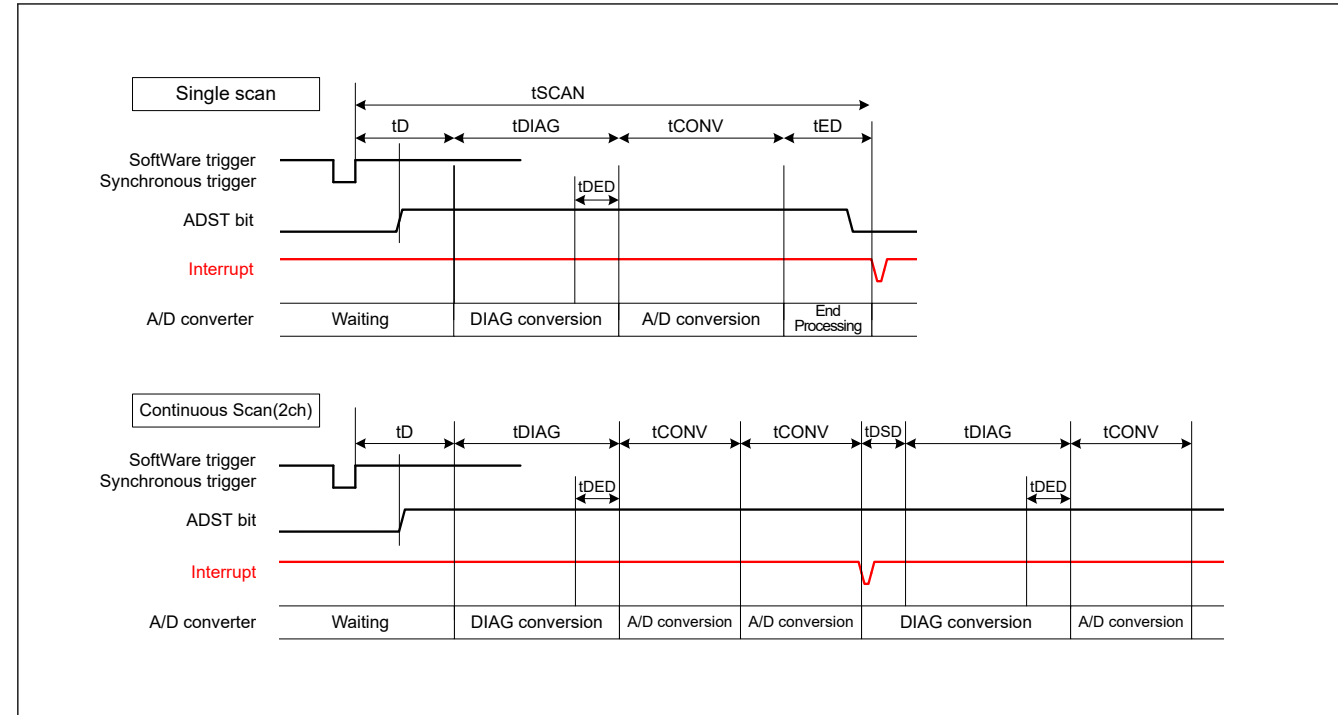 Single scan
tSCAN
tD tDIAG tCONV tED
SoftWare trigger
Synchronous trigger
tDED
ADST bit
Interrupt
A/D converter Waiting DIAG conversion A/D conversion End Processing
Continuous Scan(2ch)
tD tDIAG tCONV tCONV tDSD tDIAG tCONV
SoftWare trigger
Synchronous trigger
tDED tDED
ADST bit
Interrupt
A/D converter Waiting DIAG conversion A/D conversion A/D conversion DIAG conversion A/D conversion